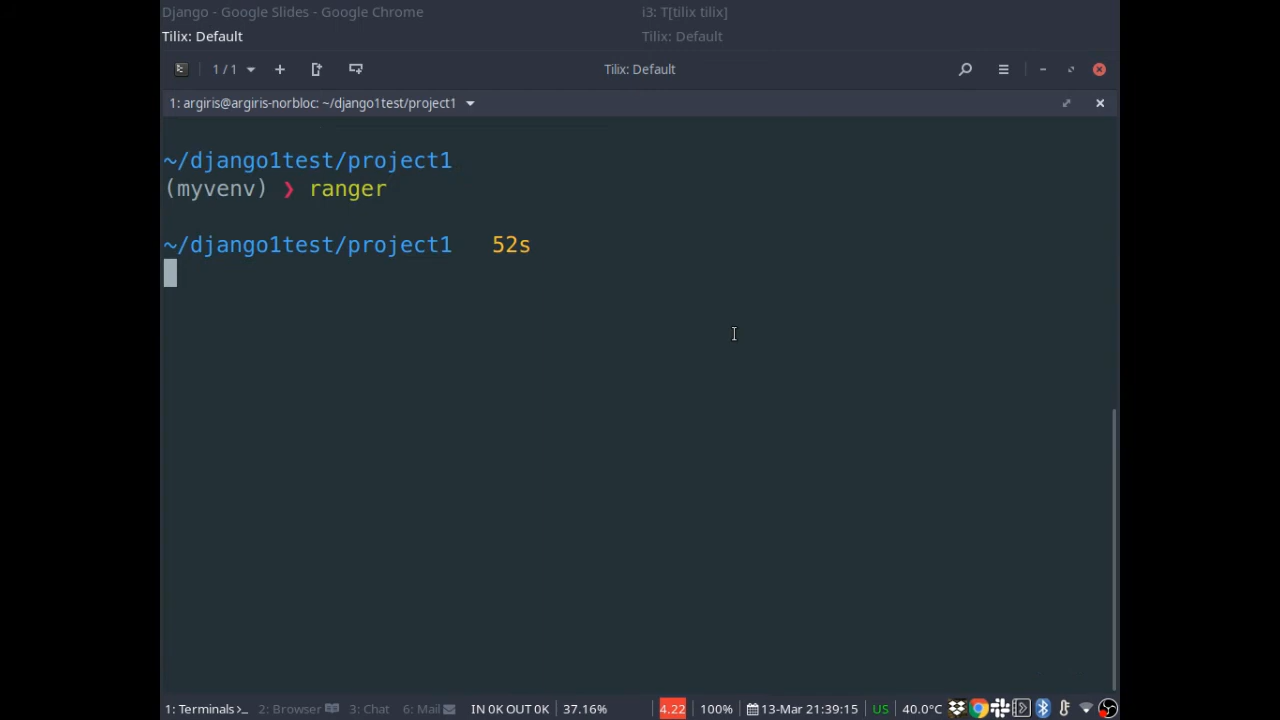 Django - Google Slides - Google Chrome
i3: T[tilix tilix]
Tilix: Default
Tilix: Default
1 / 1
Tilix: Default
1: argiris@argiris-norbloc: ~/django1test/project1
~/django1test/project1
(myvenv) ❯ ranger
~/django1test/project1 52s
1: Terminals>_ 2: Browser 3: Chat 6: Mail IN 0K OUT 0K 37.16% 4.22 100% 13-Mar 21:39:15 US 40.0°C